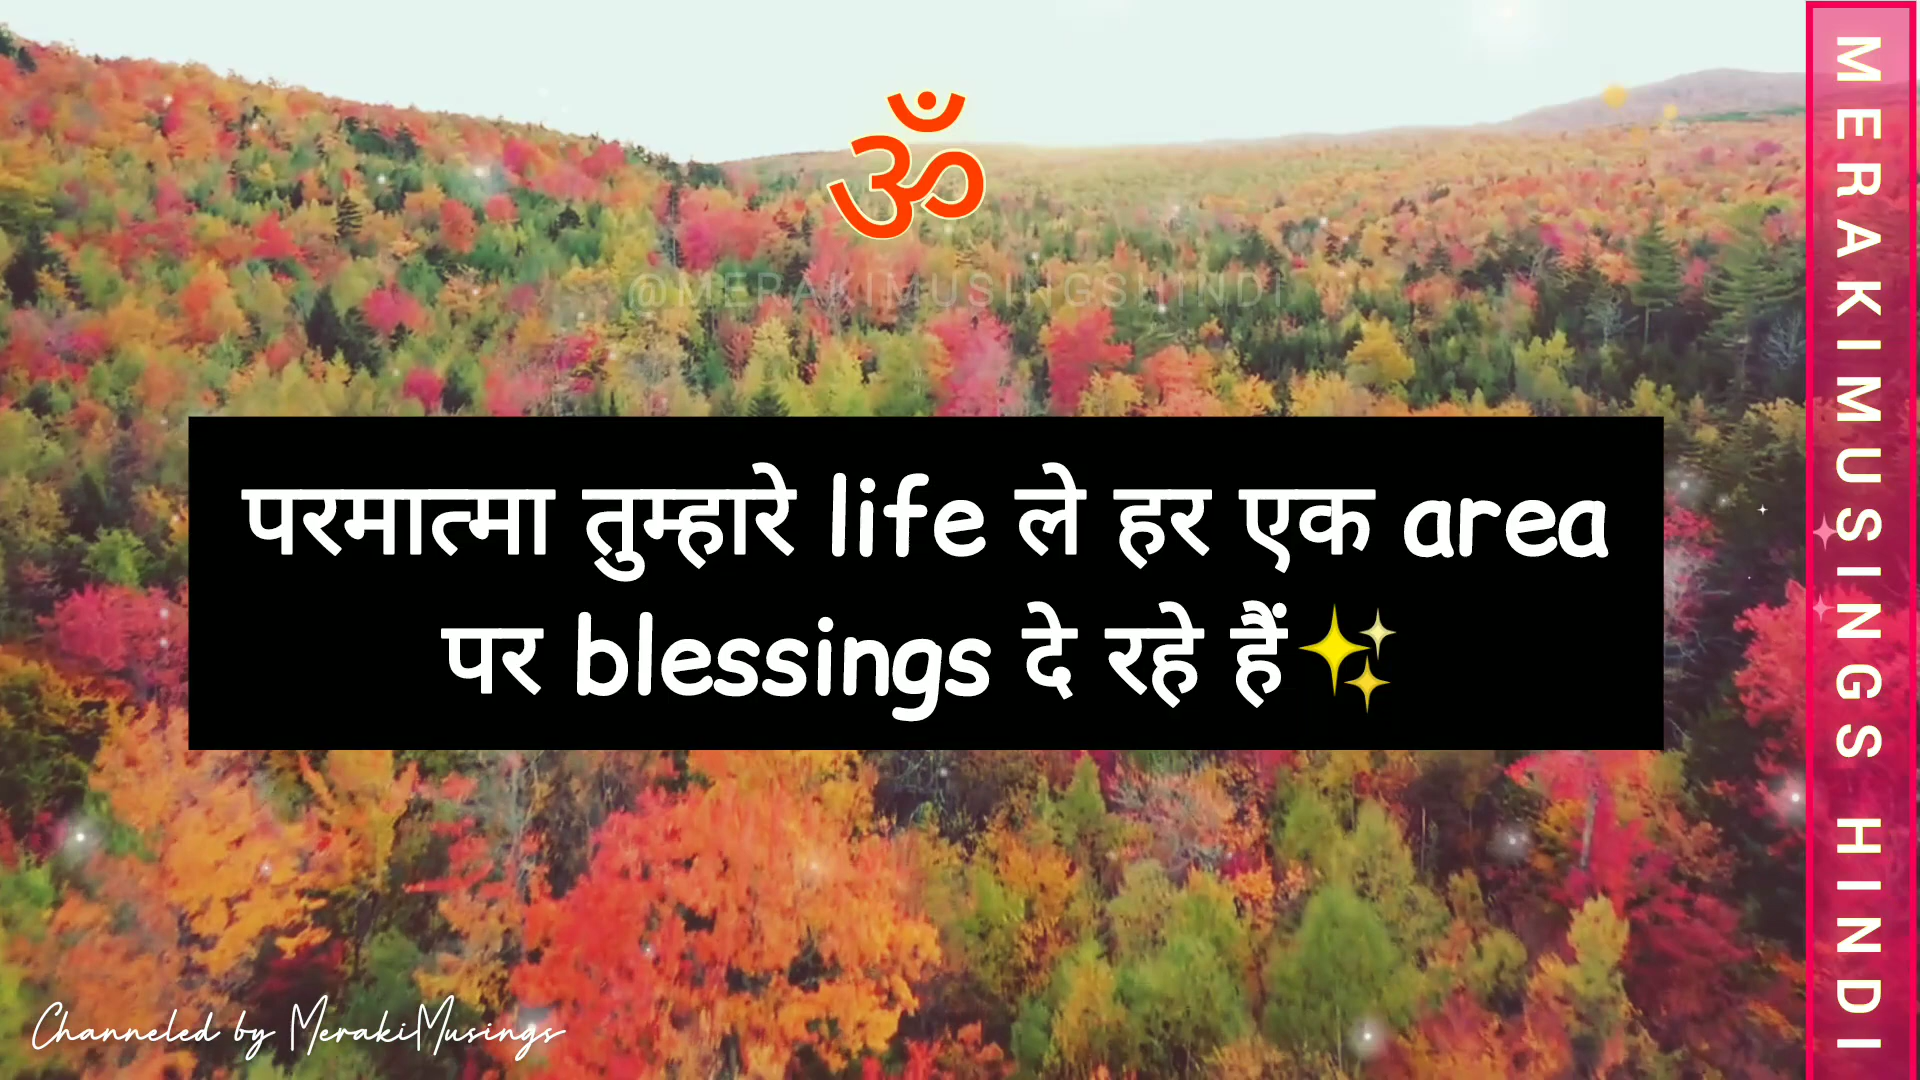 ॐ
@MERAKIMUSINGSHINDI
परमात्मा तुम्हारे life ले हर एक area
पर blessings दे रहे हैं✨
Channeled by MerakiMusings
MERAKIMUSINGS HINDI